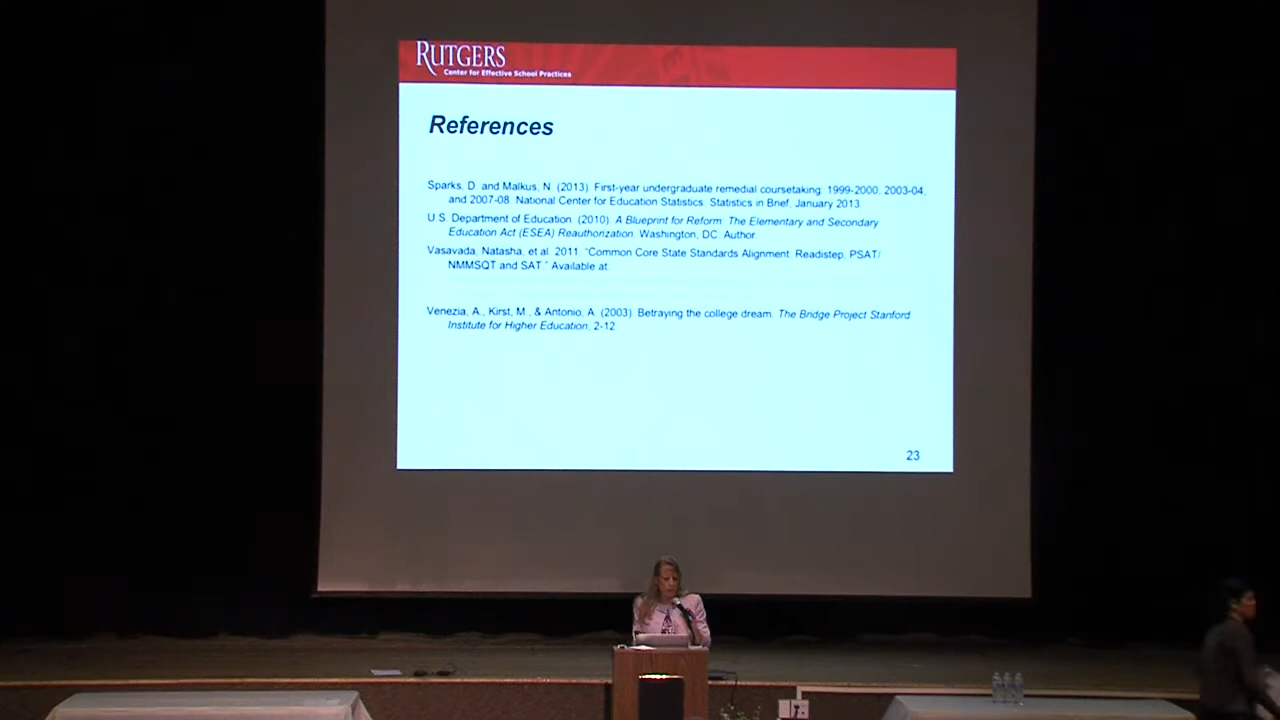 RUTGERS
Center for Effective School Practices
References
Sparks, D. and Malkus, N. (2013). First-year undergraduate remedial coursetaking: 1999-2000, 2003-04,
and 2007-08. National Center for Education Statistics. Statistics in Brief, January 2013.
U.S. Department of Education. (2010). A Blueprint for Reform. The Elementary and Secondary
Education Act (ESEA) Reauthorization. Washington, DC. Author.
Vasavada, Natasha, et al. 2011. "Common Core State Standards Alignment. Readistep, PSAT/
NMMSQT and SAT." Available at:
Venezia, A., Kirst, M., & Antonio, A. (2003). Betraying the college dream. The Bridge Project Stanford
Institute for Higher Education, 2-12.
23